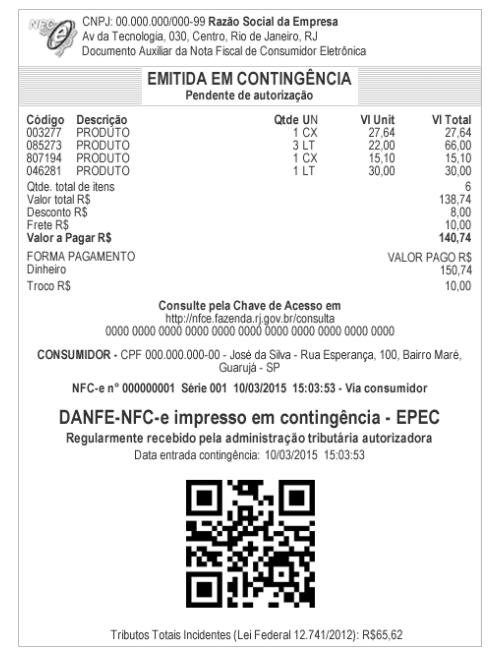 NFC e
CNPJ: 00.000.000/000-99 Razão Social da Empresa
Av da Tecnologia, 030, Centro, Rio de Janeiro, RJ
Documento Auxiliar da Nota Fiscal de Consumidor Eletrônica
EMITIDA EM CONTINGÊNCIA
Pendente de autorização
Código Descrição Qtde UN Vl Unit Vl Total
003277 PRODUTO 1 CX 27,64 27,64
085273 PRODUTO 3 LT 22,00 66,00
807194 PRODUTO 1 CX 15,10 15,10
046281 PRODUTO 1 LT 30,00 30,00
Qtde. total de itens 6
Valor total R$ 138,74
Desconto R$ 8,00
Frete R$ 10,00
Valor a Pagar R$ 140,74
FORMA PAGAMENTO VALOR PAGO R$
Dinheiro 150,74
Troco R$ 10,00
Consulte pela Chave de Acesso em
http://nfce.fazenda.rj.gov.br/consulta
0000 0000 0000 0000 0000 0000 0000 0000 0000 0000 0000
CONSUMIDOR - CPF 000.000.000-00 - José da Silva - Rua Esperança, 100, Bairro Maré,
Guarujá - SP
NFC-e n° 000000001 Série 001 10/03/2015 15:03:53 - Via consumidor
DANFE-NFC-e impresso em contingência - EPEC
Regularmente recebido pela administração tributária autorizadora
Data entrada contingência: 10/03/2015 15:03:53
Tributos Totais Incidentes (Lei Federal 12.741/2012): R$65,62